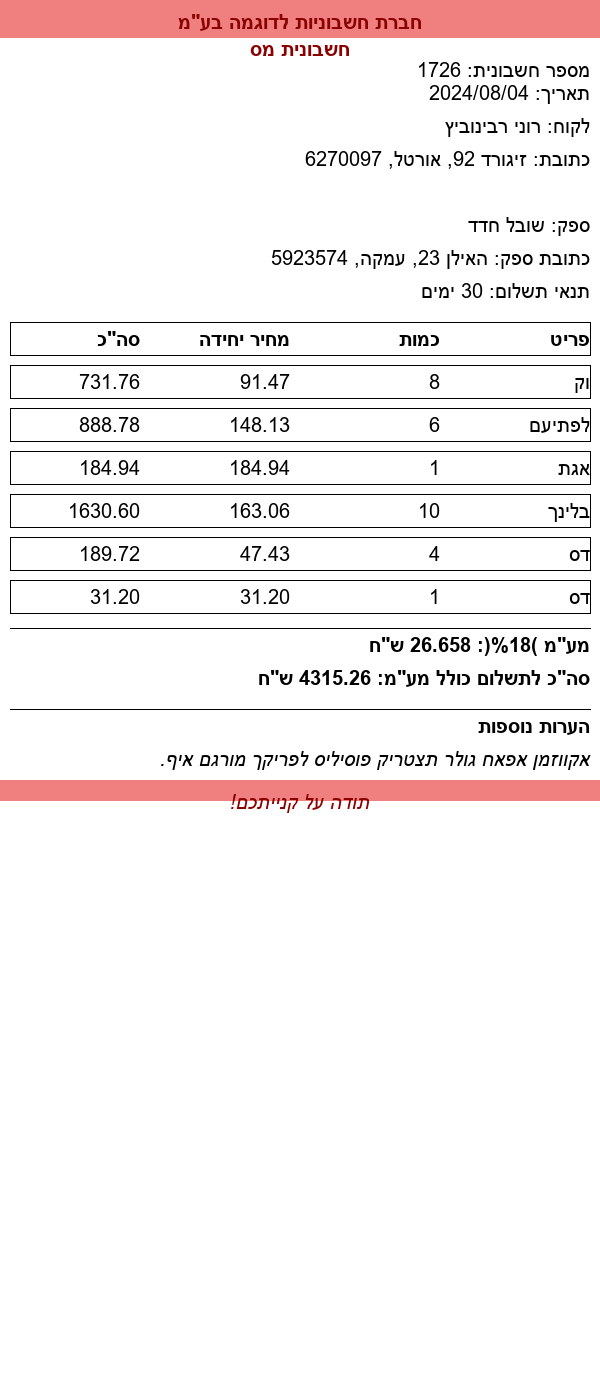 חברת חשבוניות לדוגמה בע"מ
חשבונית מס
מספר חשבונית: 1726
תאריך: 2024/08/04
לקוח: רוני רבינוביץ
כתובת: זיגורד 92, אורטל, 6270097
ספק: שובל חדד
כתובת ספק: האילן 23, עמקה, 5923574
תנאי תשלום: 30 ימים
פריט כמות מחיר יחידה סה"כ
וק 8 91.47 731.76
לפתיעם 6 148.13 888.78
אגת 1 184.94 184.94
בלינך 10 163.06 1630.60
דס 4 47.43 189.72
דס 1 31.20 31.20
מע"מ )18%(: 26.658 ש"ח
סה"כ לתשלום כולל מע"מ: 4315.26 ש"ח
הערות נוספות
אקווזמן אפאח גולר תצטריק פוסיליס לפריקך מורגם איף.
תודה על קנייתכם!